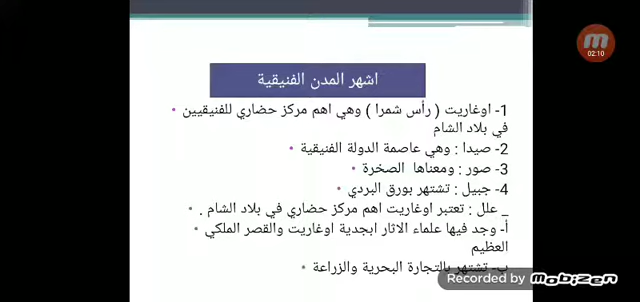 اشهر المدن الفنيقية
02:10
1- اوغاريت ( رأس شمرا ) وهي اهم مركز حضاري للفنيقيين •
في بلاد الشام
2- صيدا : وهي عاصمة الدولة الفنيقية •
3- صور : ومعناها الصخرة •
4- جبيل : تشتهر بورق البردي •
_ علل : تعتبر اوغاريت اهم مركز حضاري في بلاد الشام . •
أ- وجد فيها علماء الاثار ابجدية اوغاريت والقصر الملكي •
العظيم
ب- تشتهر بالتجارة البحرية والزراعة •
Recorded by mobizen